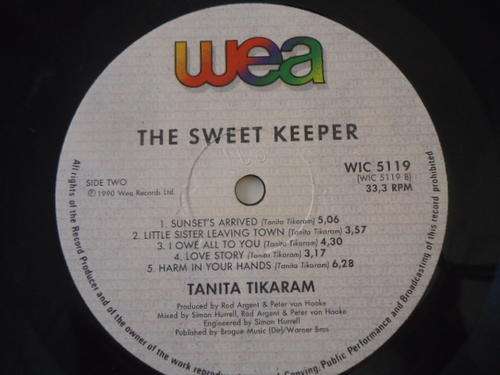 wea
THE SWEET KEEPER
SIDE TWO
℗ 1990 Wea Records Ltd.
WIC 5119
(WIC 5119 B)
33,3 RPM
1. SUNSET'S ARRIVED (Tanita Tikaram) 5,06
2. LITTLE SISTER LEAVING TOWN (Tanita Tikaram) 3,57
3. I OWE ALL TO YOU (Tanita Tikaram) 4,30
4. LOVE STORY (Tanita Tikaram) 3,17
5. HARM IN YOUR HANDS (Tanita Tikaram) 6,28
TANITA TIKARAM
Produced by Rod Argent & Peter van Hooke
Mixed by Simon Hurrell, Rod Argent & Peter van Hooke
Engineered by Simon Hurrell
Published by Brogue Music (Dir)/Warner Bros
All rights of the Record Producer and of the owner of the work reproduced Copying, Public Performance and Broadcasting of this record prohibited